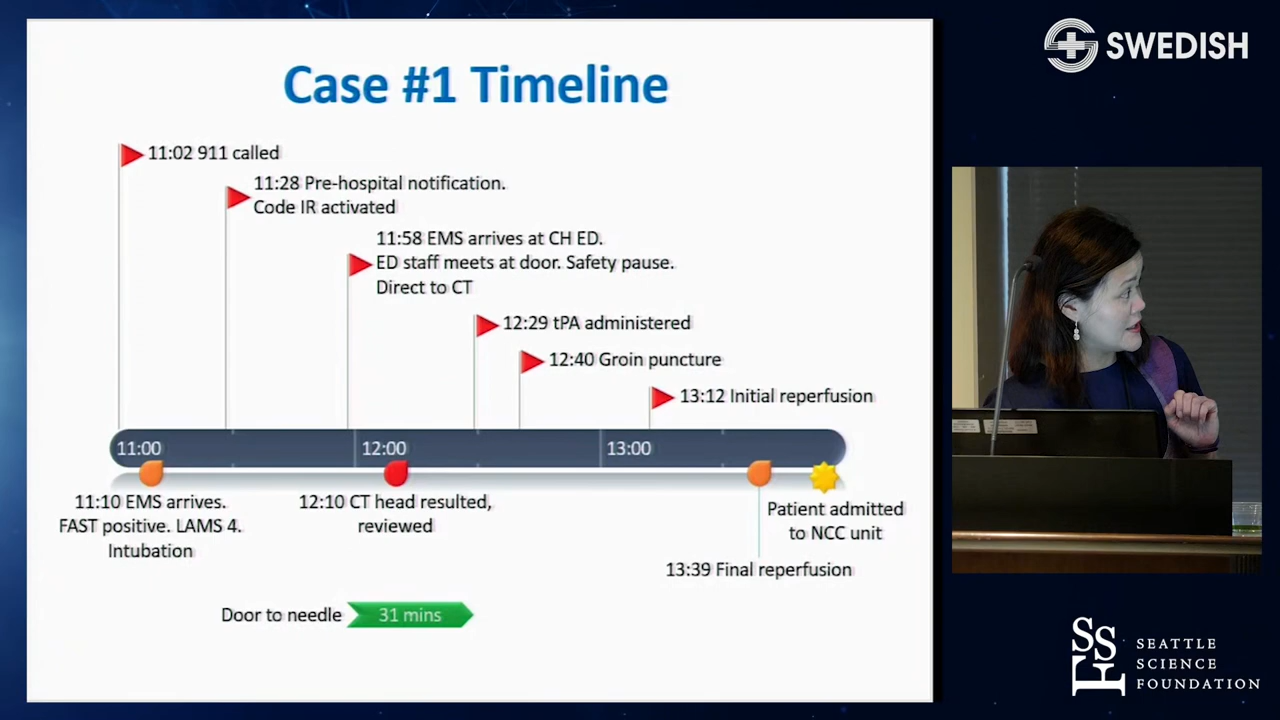 Case #1 Timeline
11:02 911 called
11:28 Pre-hospital notification.
Code IR activated
11:58 EMS arrives at CH ED.
ED staff meets at door. Safety pause.
Direct to CT
12:29 tPA administered
12:40 Groin puncture
13:12 Initial reperfusion
11:00
12:00
13:00
11:10 EMS arrives.
FAST positive. LAMS 4.
Intubation
12:10 CT head resulted,
reviewed
Patient admitted
to NCC unit
13:39 Final reperfusion
Door to needle
31 mins
SWEDISH
SSF
SEATTLE
SCIENCE
FOUNDATION